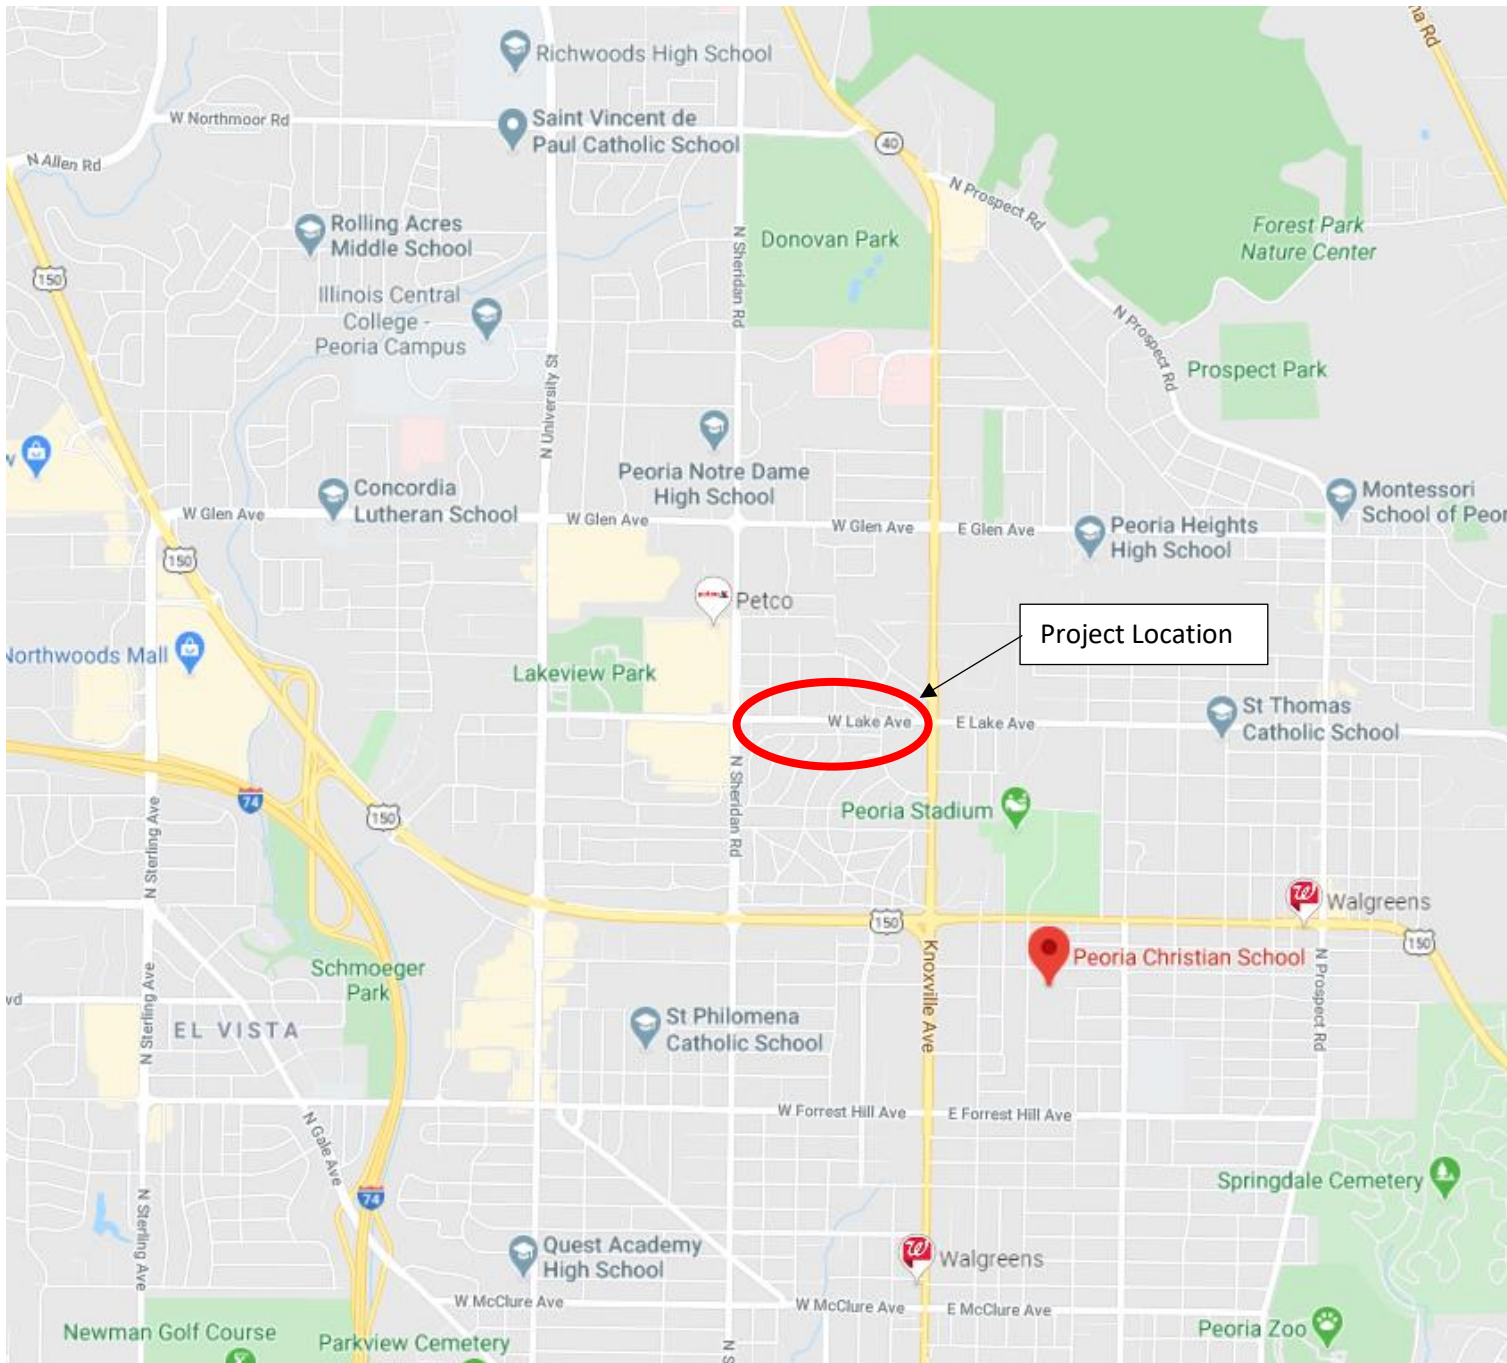 na Rd
Richwoods High School
W Northmoor Rd
Saint Vincent de
Paul Catholic School
40
N Allen Rd
N Prospect Rd
Rolling Acres
Middle School
Donovan Park
Forest Park
Nature Center
N Sheridan Rd
150
Illinois Central
College -
Peoria Campus
N Prospect Rd
Prospect Park
N University St
Peoria Notre Dame
High School
Concordia
Lutheran School
Montessori
School of Peor
W Glen Ave
W Glen Ave
W Glen Ave
E Glen Ave
Peoria Heights
High School
150
Petco
Project Location
Northwoods Mall
Lakeview Park
W Lake Ave
E Lake Ave
St Thomas
Catholic School
74
150
N Sterling Ave
N Sheridan Rd
Peoria Stadium
Walgreens
150
150
Knoxville Ave
Peoria Christian School
N Prospect Rd
Schmoeger
Park
vd
EL VISTA
N Sterling Ave
St Philomena
Catholic School
W Forrest Hill Ave
E Forrest Hill Ave
N Gale Ave
Springdale Cemetery
74
N Sterling Ave
Quest Academy
High School
Walgreens
W McClure Ave
W McClure Ave
E McClure Ave
Newman Golf Course
Parkview Cemetery
N S
Peoria Zoo